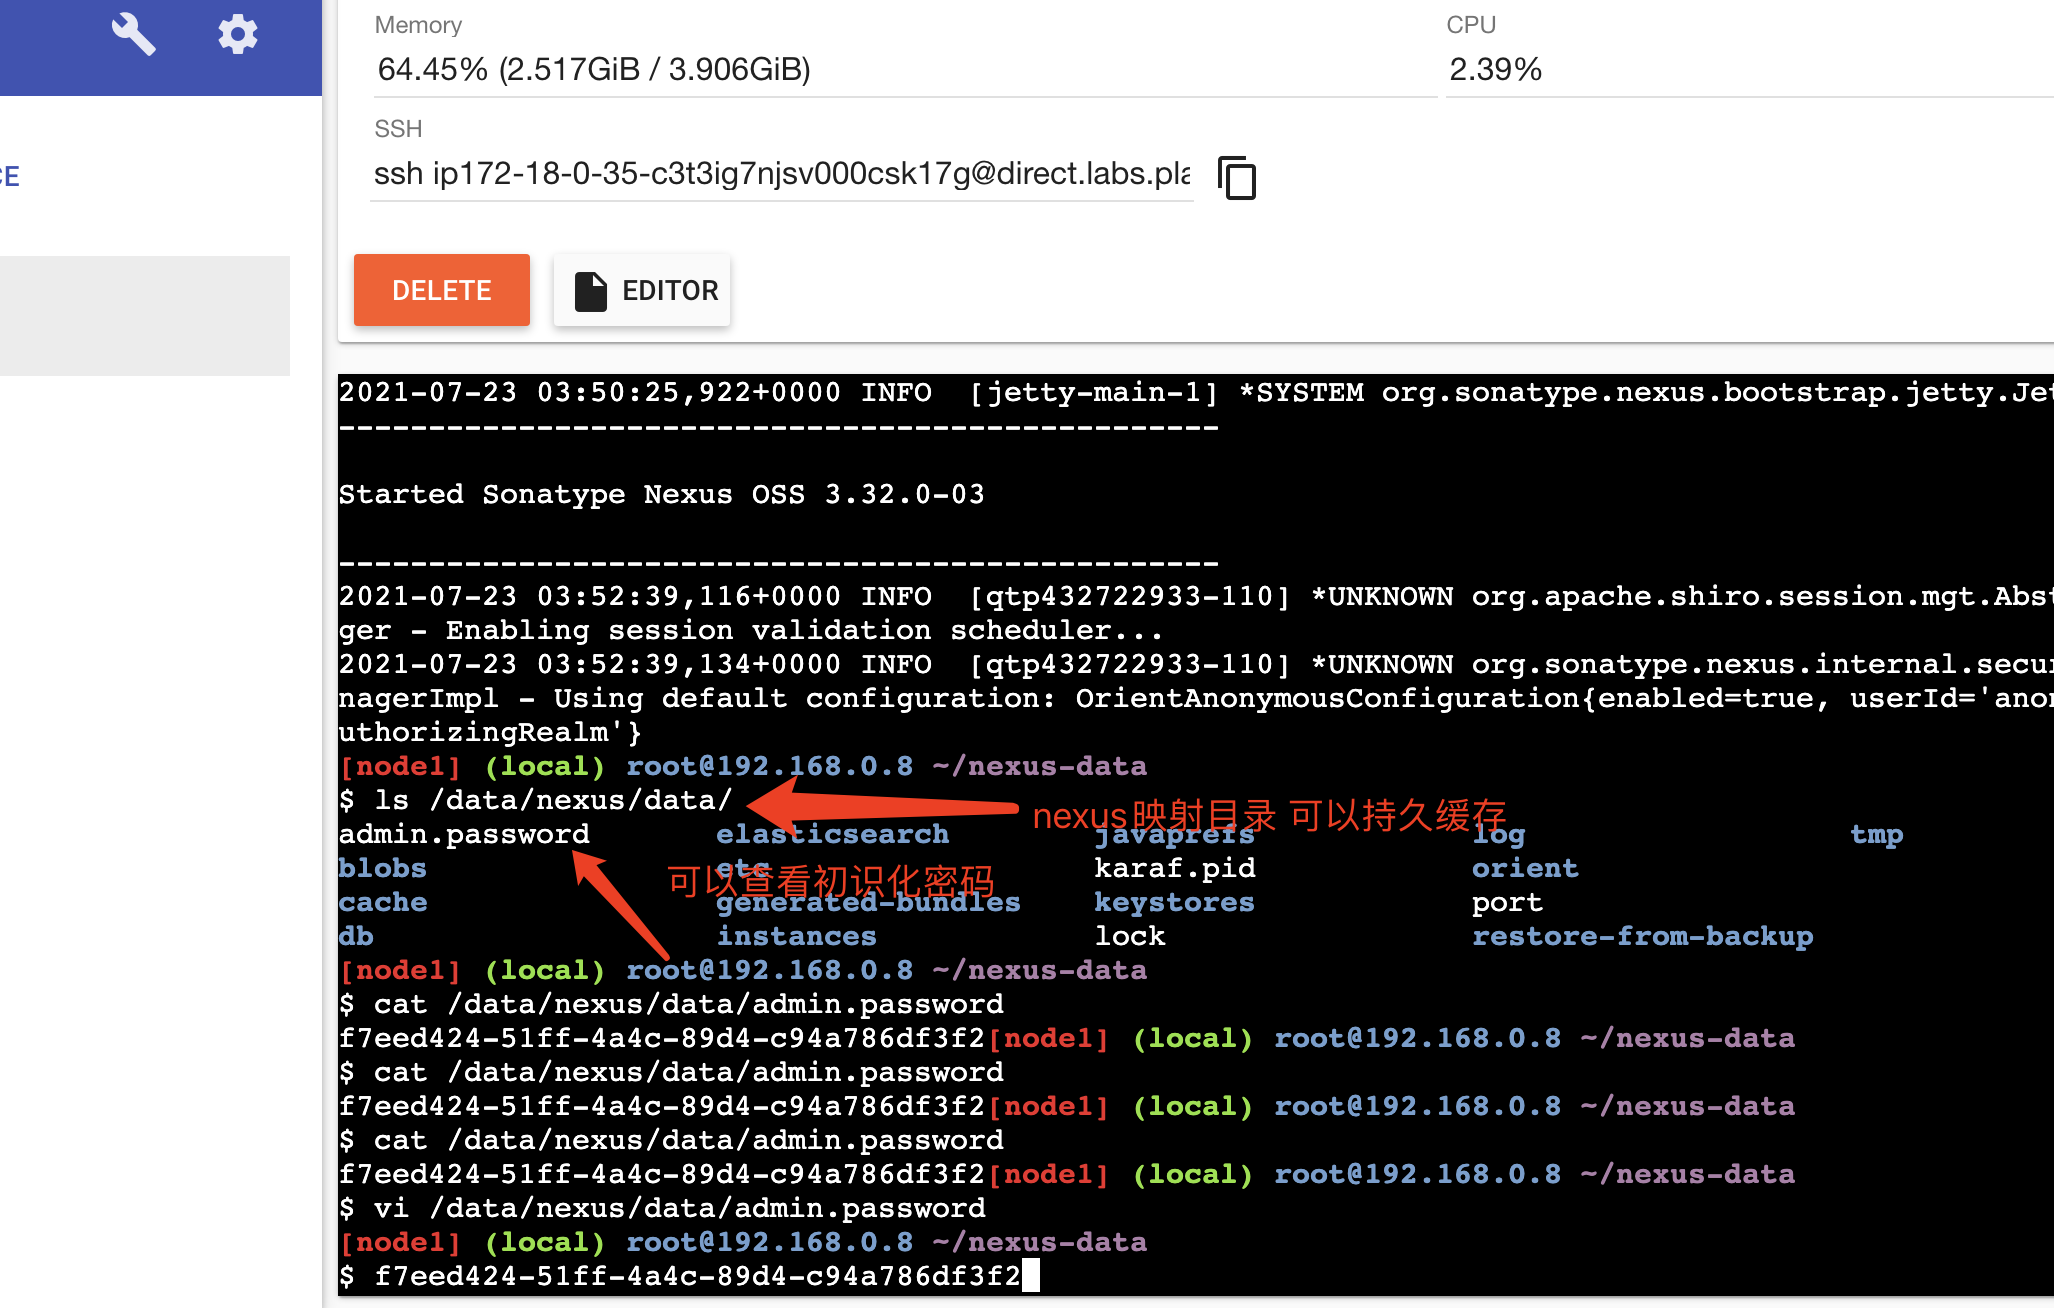 Memory
CPU
64.45% (2.517GiB / 3.906GiB)
2.39%
SSH
ssh ip172-18-0-35-c3t3ig7njsv000csk17g@direct.labs.pla
CE
DELETE
EDITOR
2021-07-23 03:50:25,922+0000 INFO  [jetty-main-1] *SYSTEM org.sonatype.nexus.bootstrap.jetty.Jet
-------------------------------------------------
Started Sonatype Nexus OSS 3.32.0-03
-------------------------------------------------
2021-07-23 03:52:39,116+0000 INFO  [qtp432722933-110] *UNKNOWN org.apache.shiro.session.mgt.Abst
ger - Enabling session validation scheduler...
2021-07-23 03:52:39,134+0000 INFO  [qtp432722933-110] *UNKNOWN org.sonatype.nexus.internal.secur
nagerImpl - Using default configuration: OrientAnonymousConfiguration{enabled=true, userId='anon
uthorizingRealm'}
[node1] (local) root@192.168.0.8 ~/nexus-data
$ ls /data/nexus/data/
nexus映射目录 可以持久缓存
admin.password elasticsearch javaprefs log tmp
blobs etc karaf.pid orient
可以查看初识化密码
cache generated-bundles keystores port
db instances lock restore-from-backup
[node1] (local) root@192.168.0.8 ~/nexus-data
$ cat /data/nexus/data/admin.password
f7eed424-51ff-4a4c-89d4-c94a786df3f2[node1] (local) root@192.168.0.8 ~/nexus-data
$ cat /data/nexus/data/admin.password
f7eed424-51ff-4a4c-89d4-c94a786df3f2[node1] (local) root@192.168.0.8 ~/nexus-data
$ cat /data/nexus/data/admin.password
f7eed424-51ff-4a4c-89d4-c94a786df3f2[node1] (local) root@192.168.0.8 ~/nexus-data
$ vi /data/nexus/data/admin.password
[node1] (local) root@192.168.0.8 ~/nexus-data
$ f7eed424-51ff-4a4c-89d4-c94a786df3f2